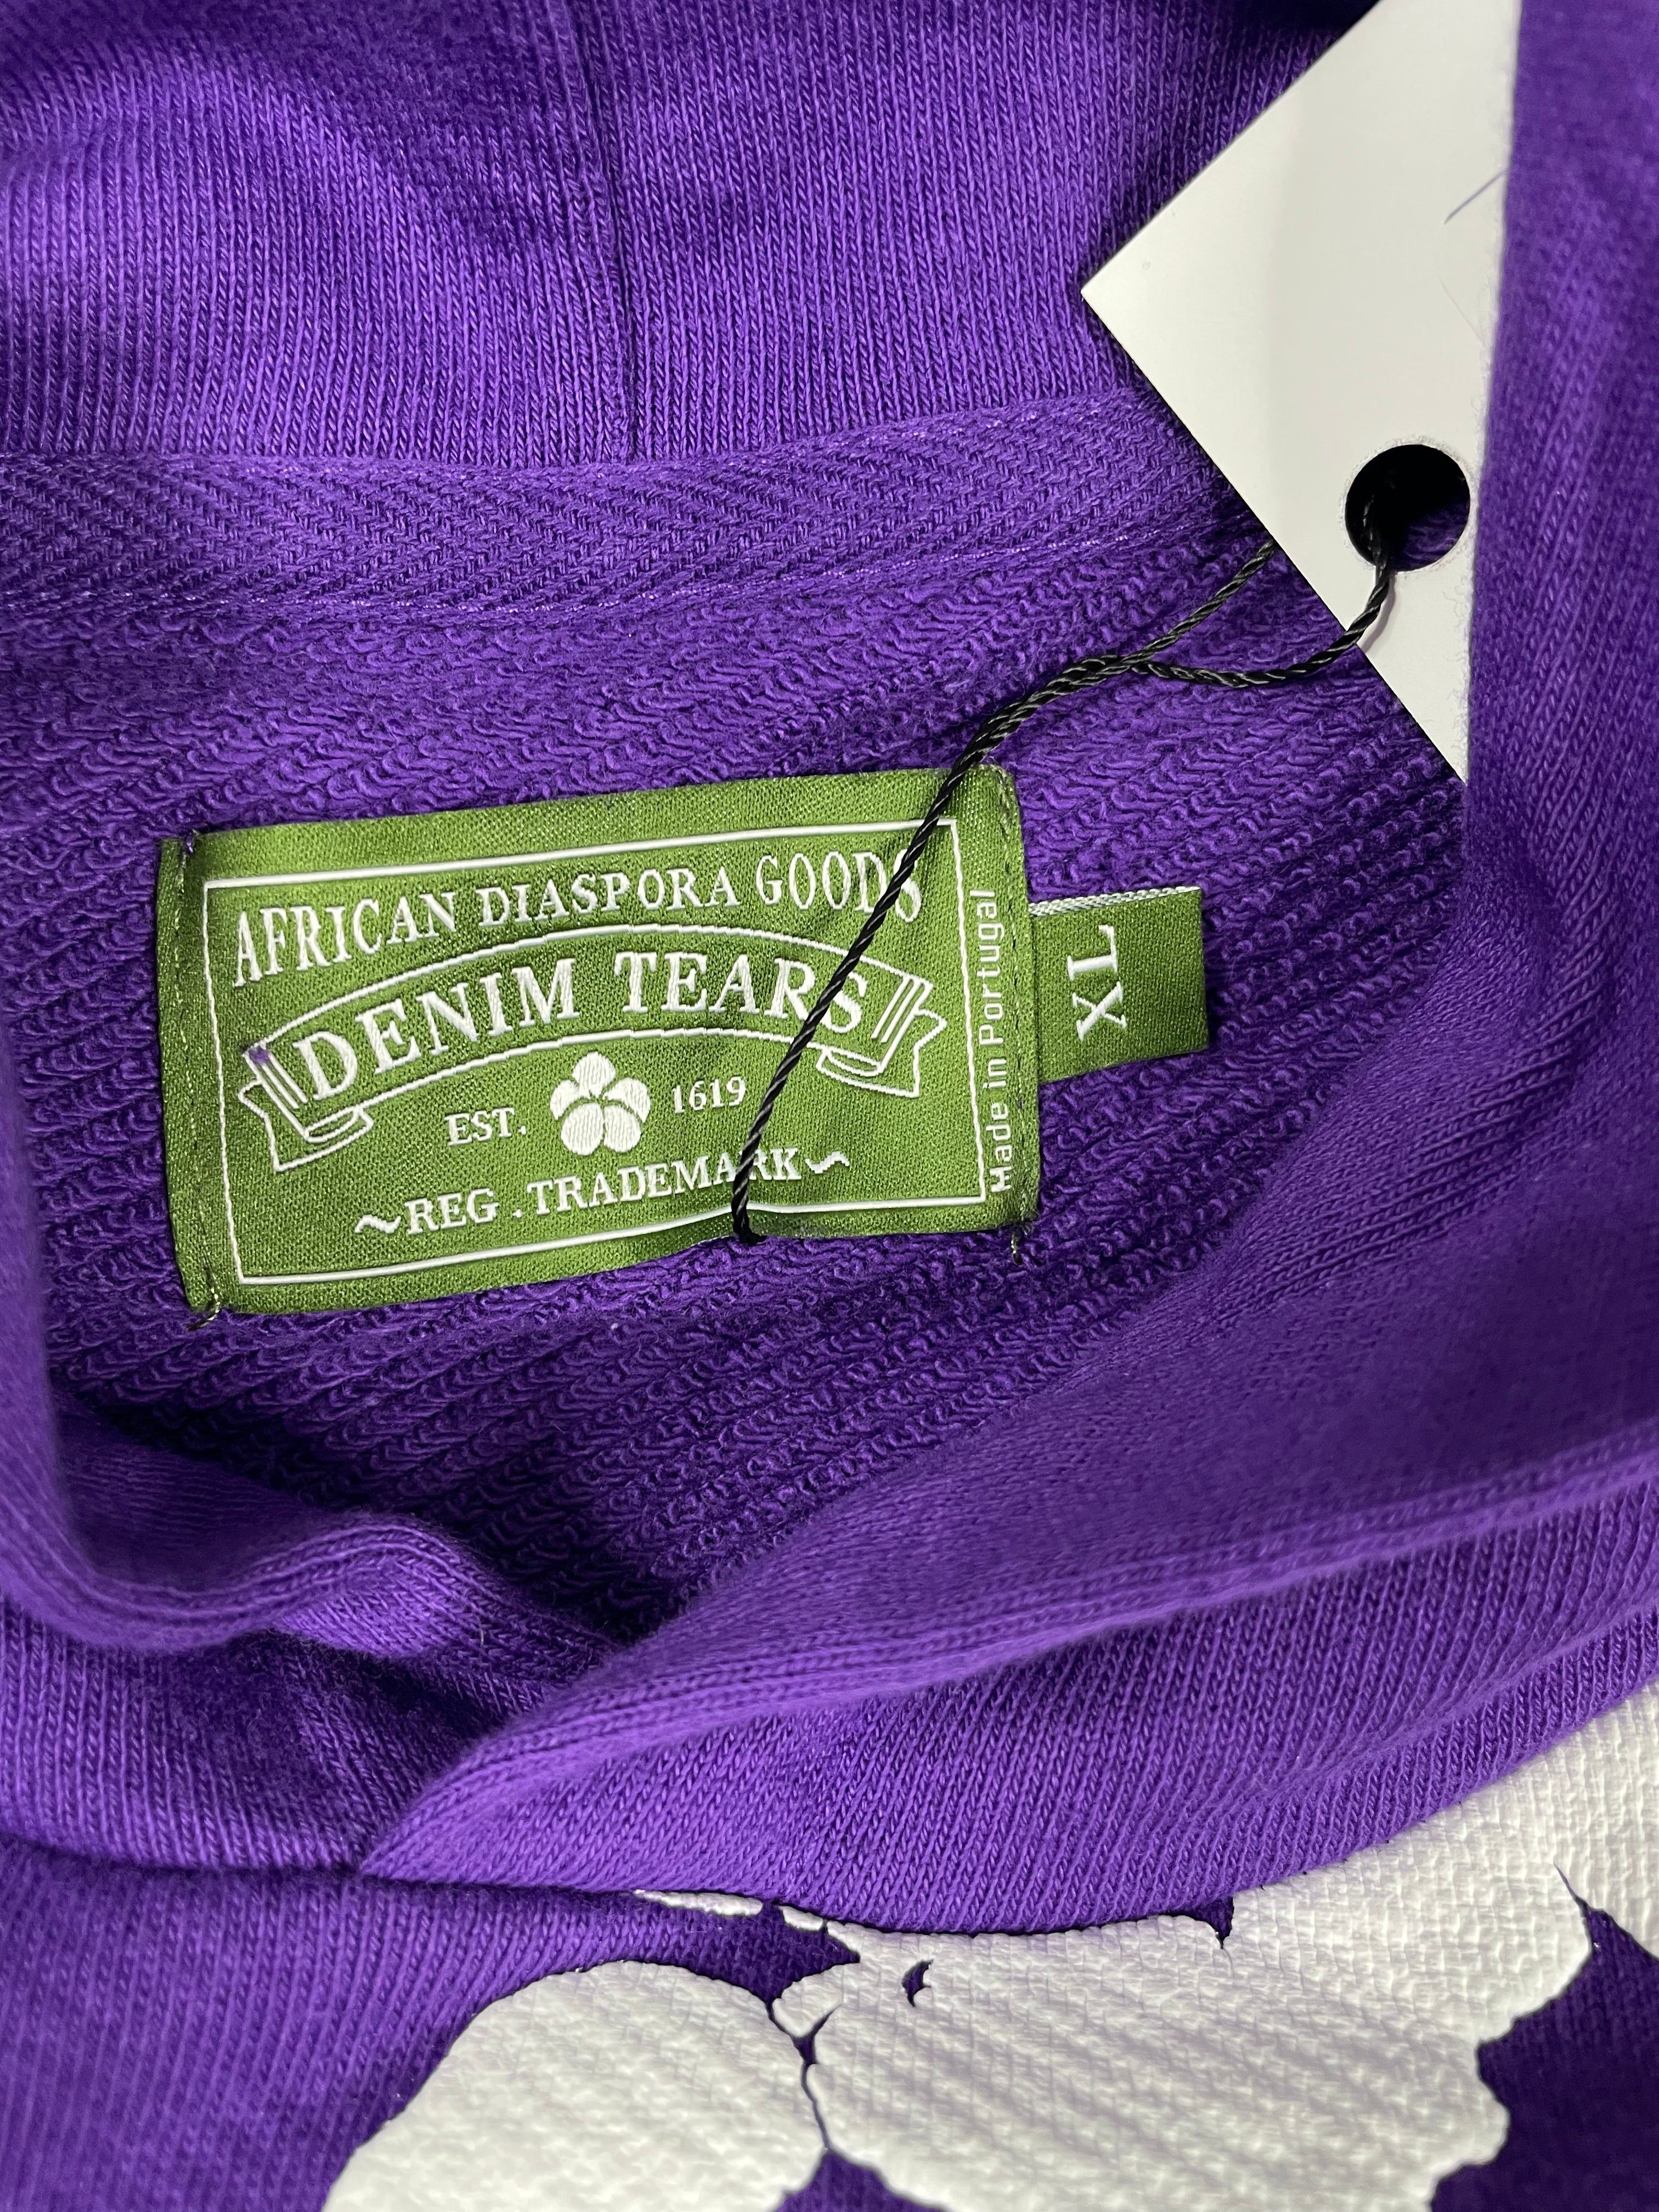 AFRICAN DIASPORA GOODS
DENIM TEARS
EST. 1619
~REG . TRADEMARK~
Made in Portugal
XL